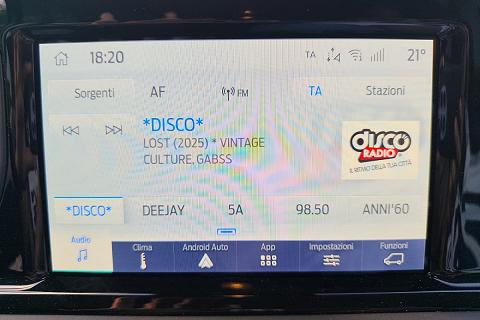 18:20 TA 21°
Sorgenti AF FM TA Stazioni
*DISCO*
LOST (2025) * VINTAGE
CULTURE, GABSS
disco
RADIO
IL RITMO DELLA TUA CITTÀ
*DISCO* DEEJAY 5A 98.50 ANNI'60
Audio Clima Android Auto App Impostazioni Funzioni